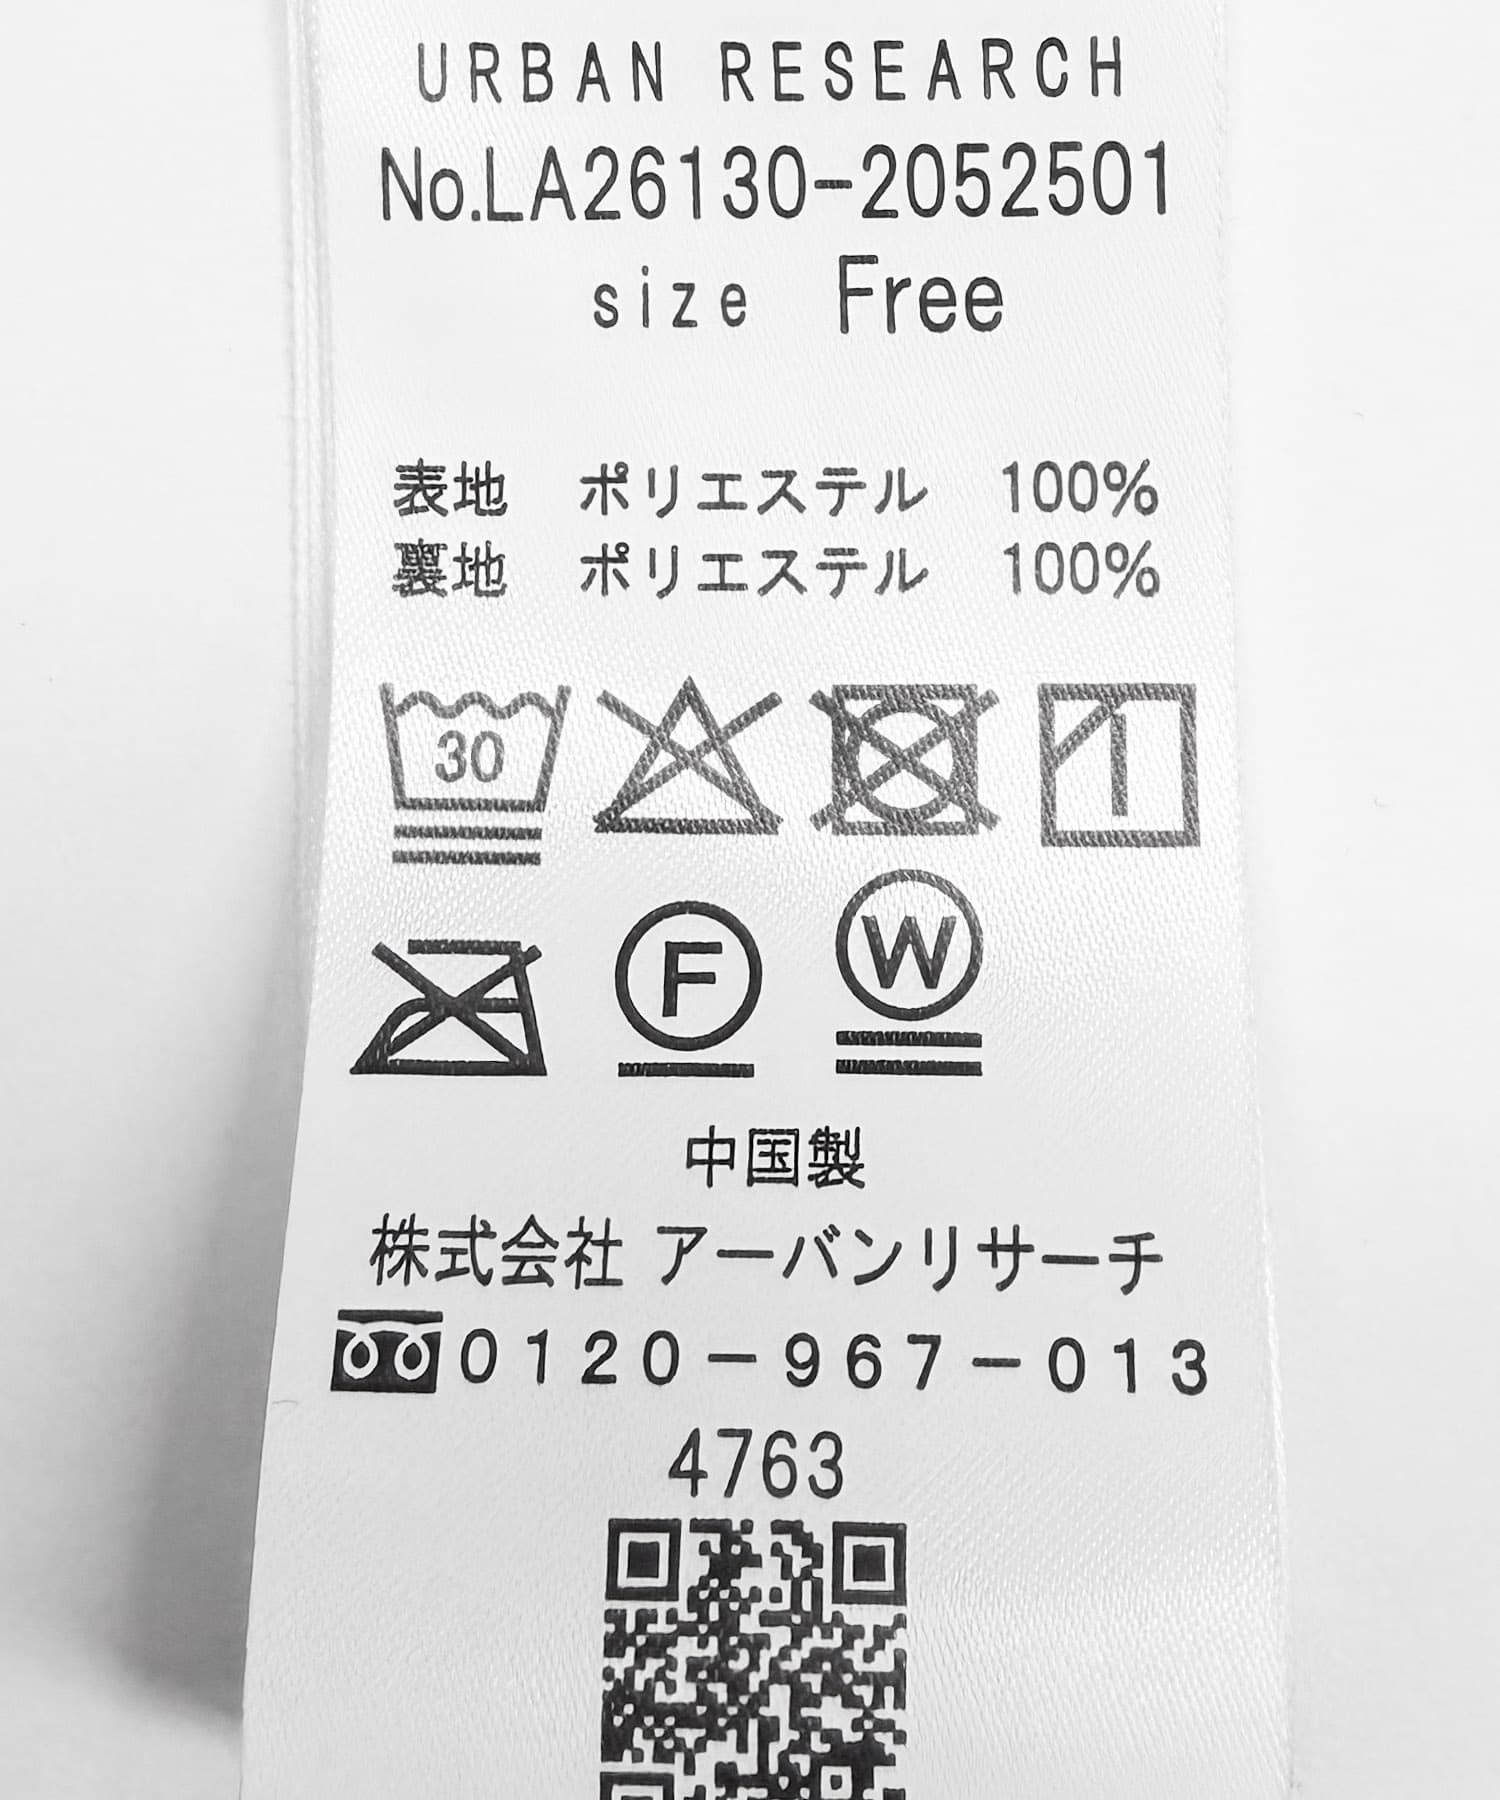 URBAN RESEARCH
No.LA26130-2052501
size Free
表地 ポリエステル 100%
裏地 ポリエステル 100%
30
F
W
中国製
株式会社 アーバンリサーチ
0120-967-013
4763